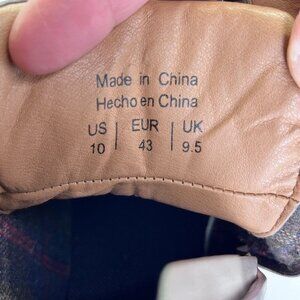 Made in China
Hecho en China
US | EUR | UK
10 | 43 | 9.5